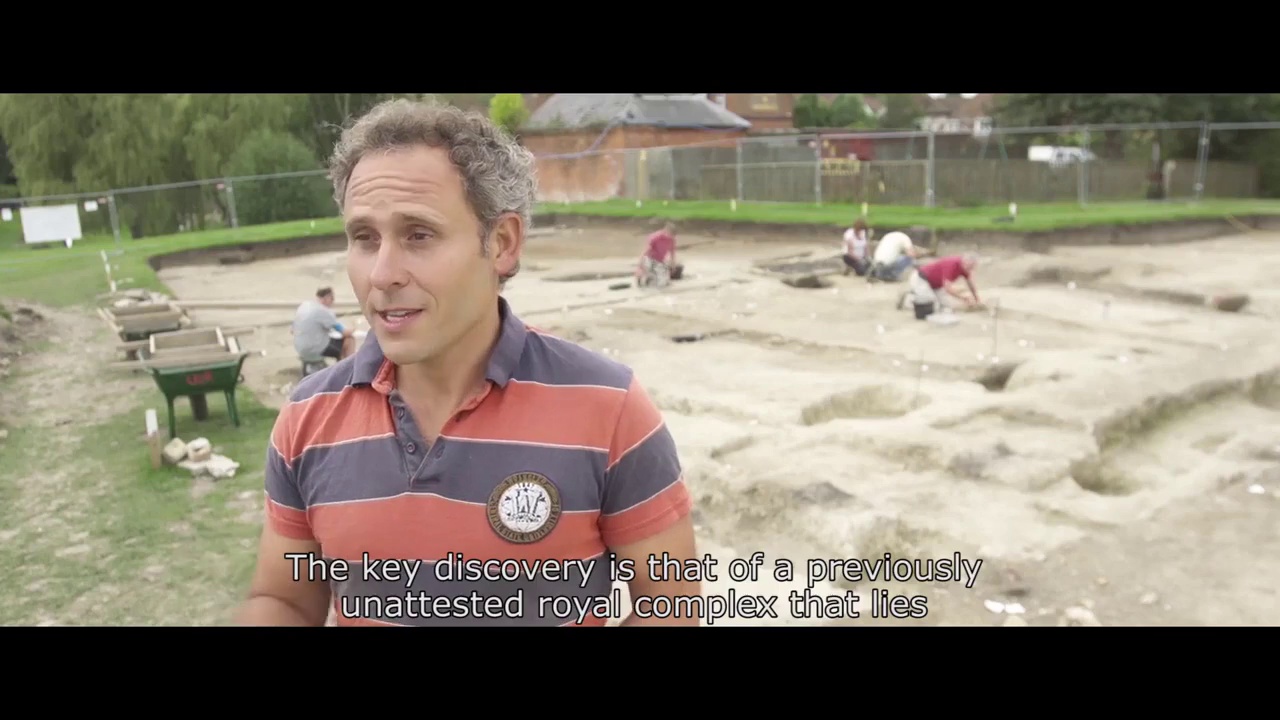 The key discovery is that of a previously
unattested royal complex that lies